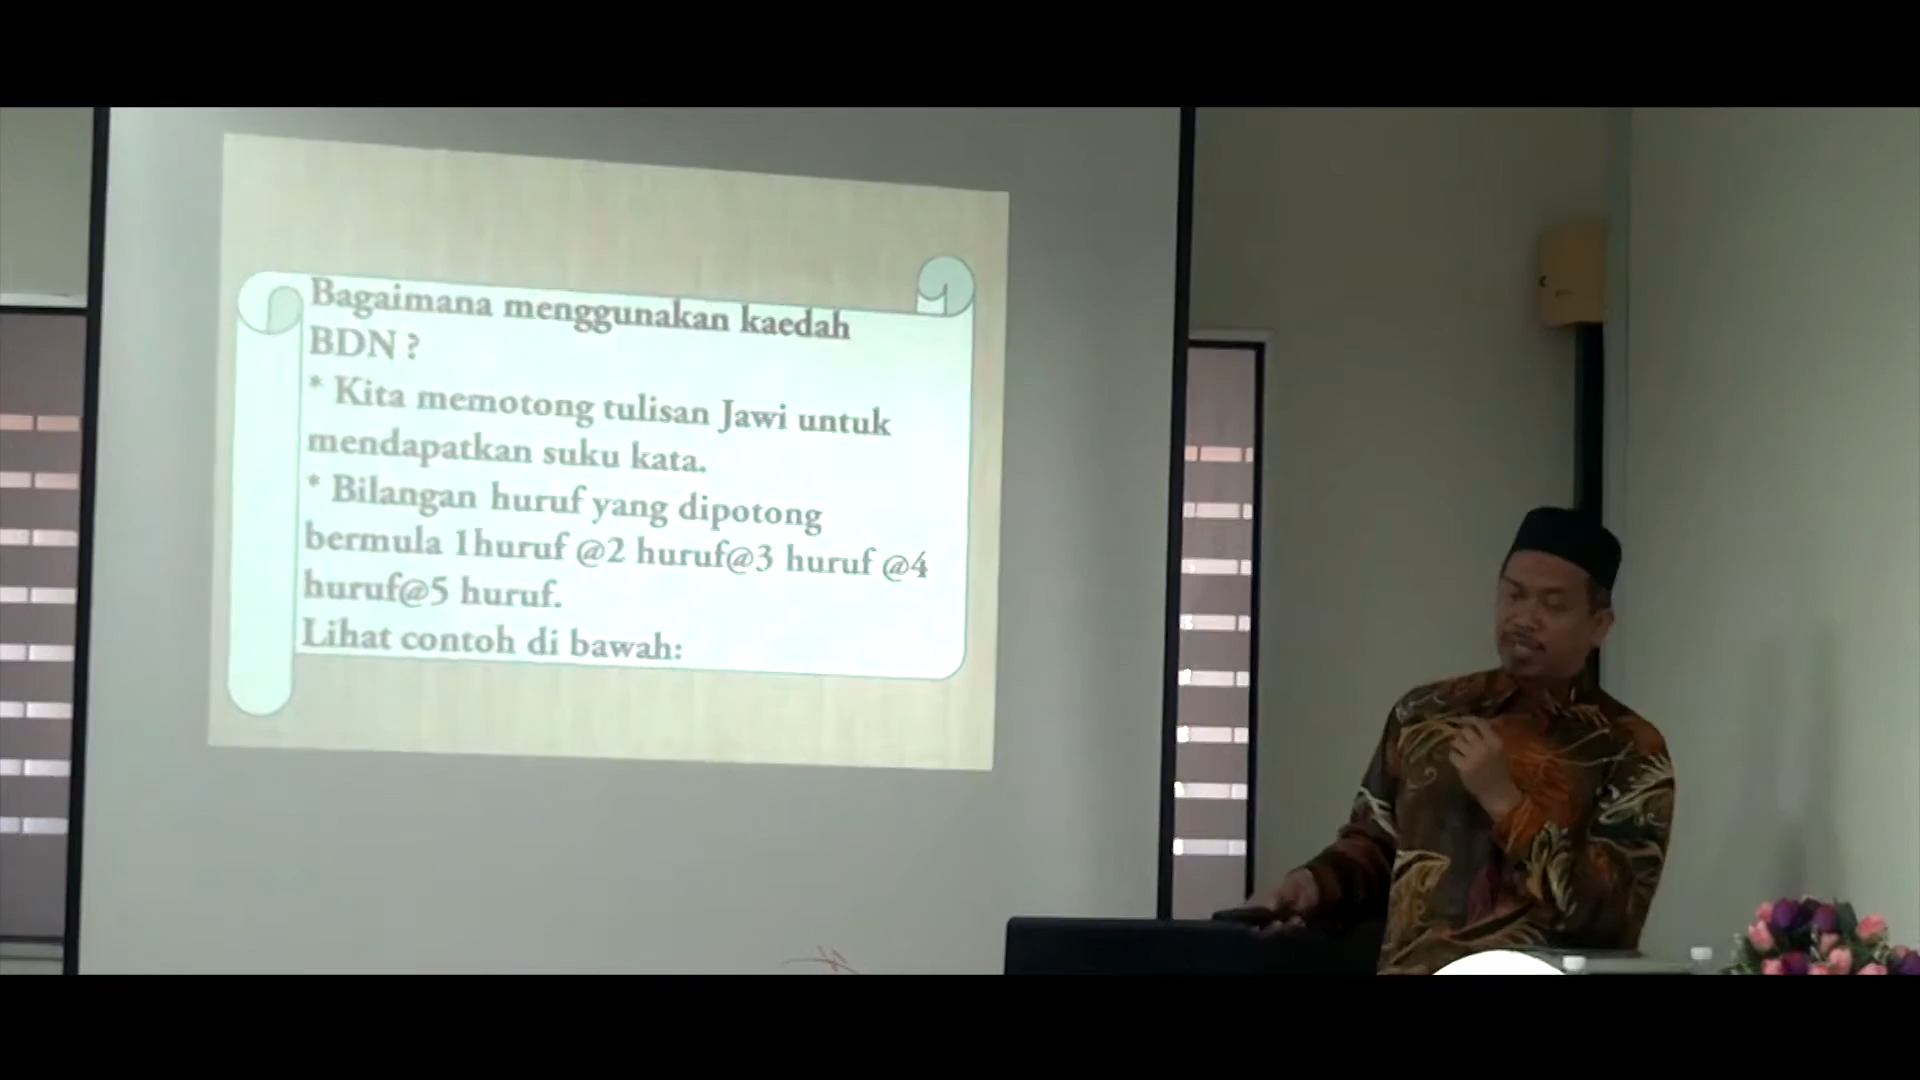 Bagaimana menggunakan kaedah
BDN ?
* Kita memotong tulisan Jawi untuk
mendapatkan suku kata.
* Bilangan huruf yang dipotong
bermula 1huruf @2 huruf@3 huruf @4
huruf@5 huruf.
Lihat contoh di bawah: